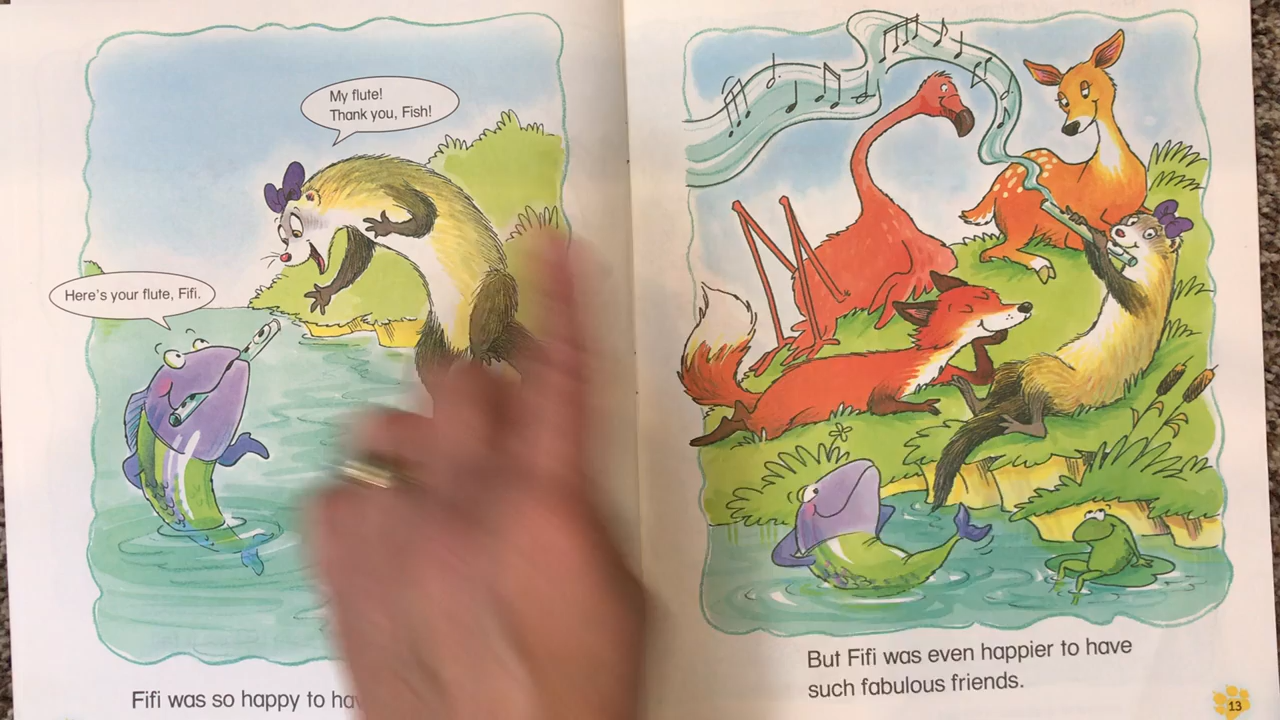 My flute!
Thank you, Fish!
Here's your flute, Fifi.
Fifi was so happy to
But Fifi was even happier to have
such fabulous friends.
13